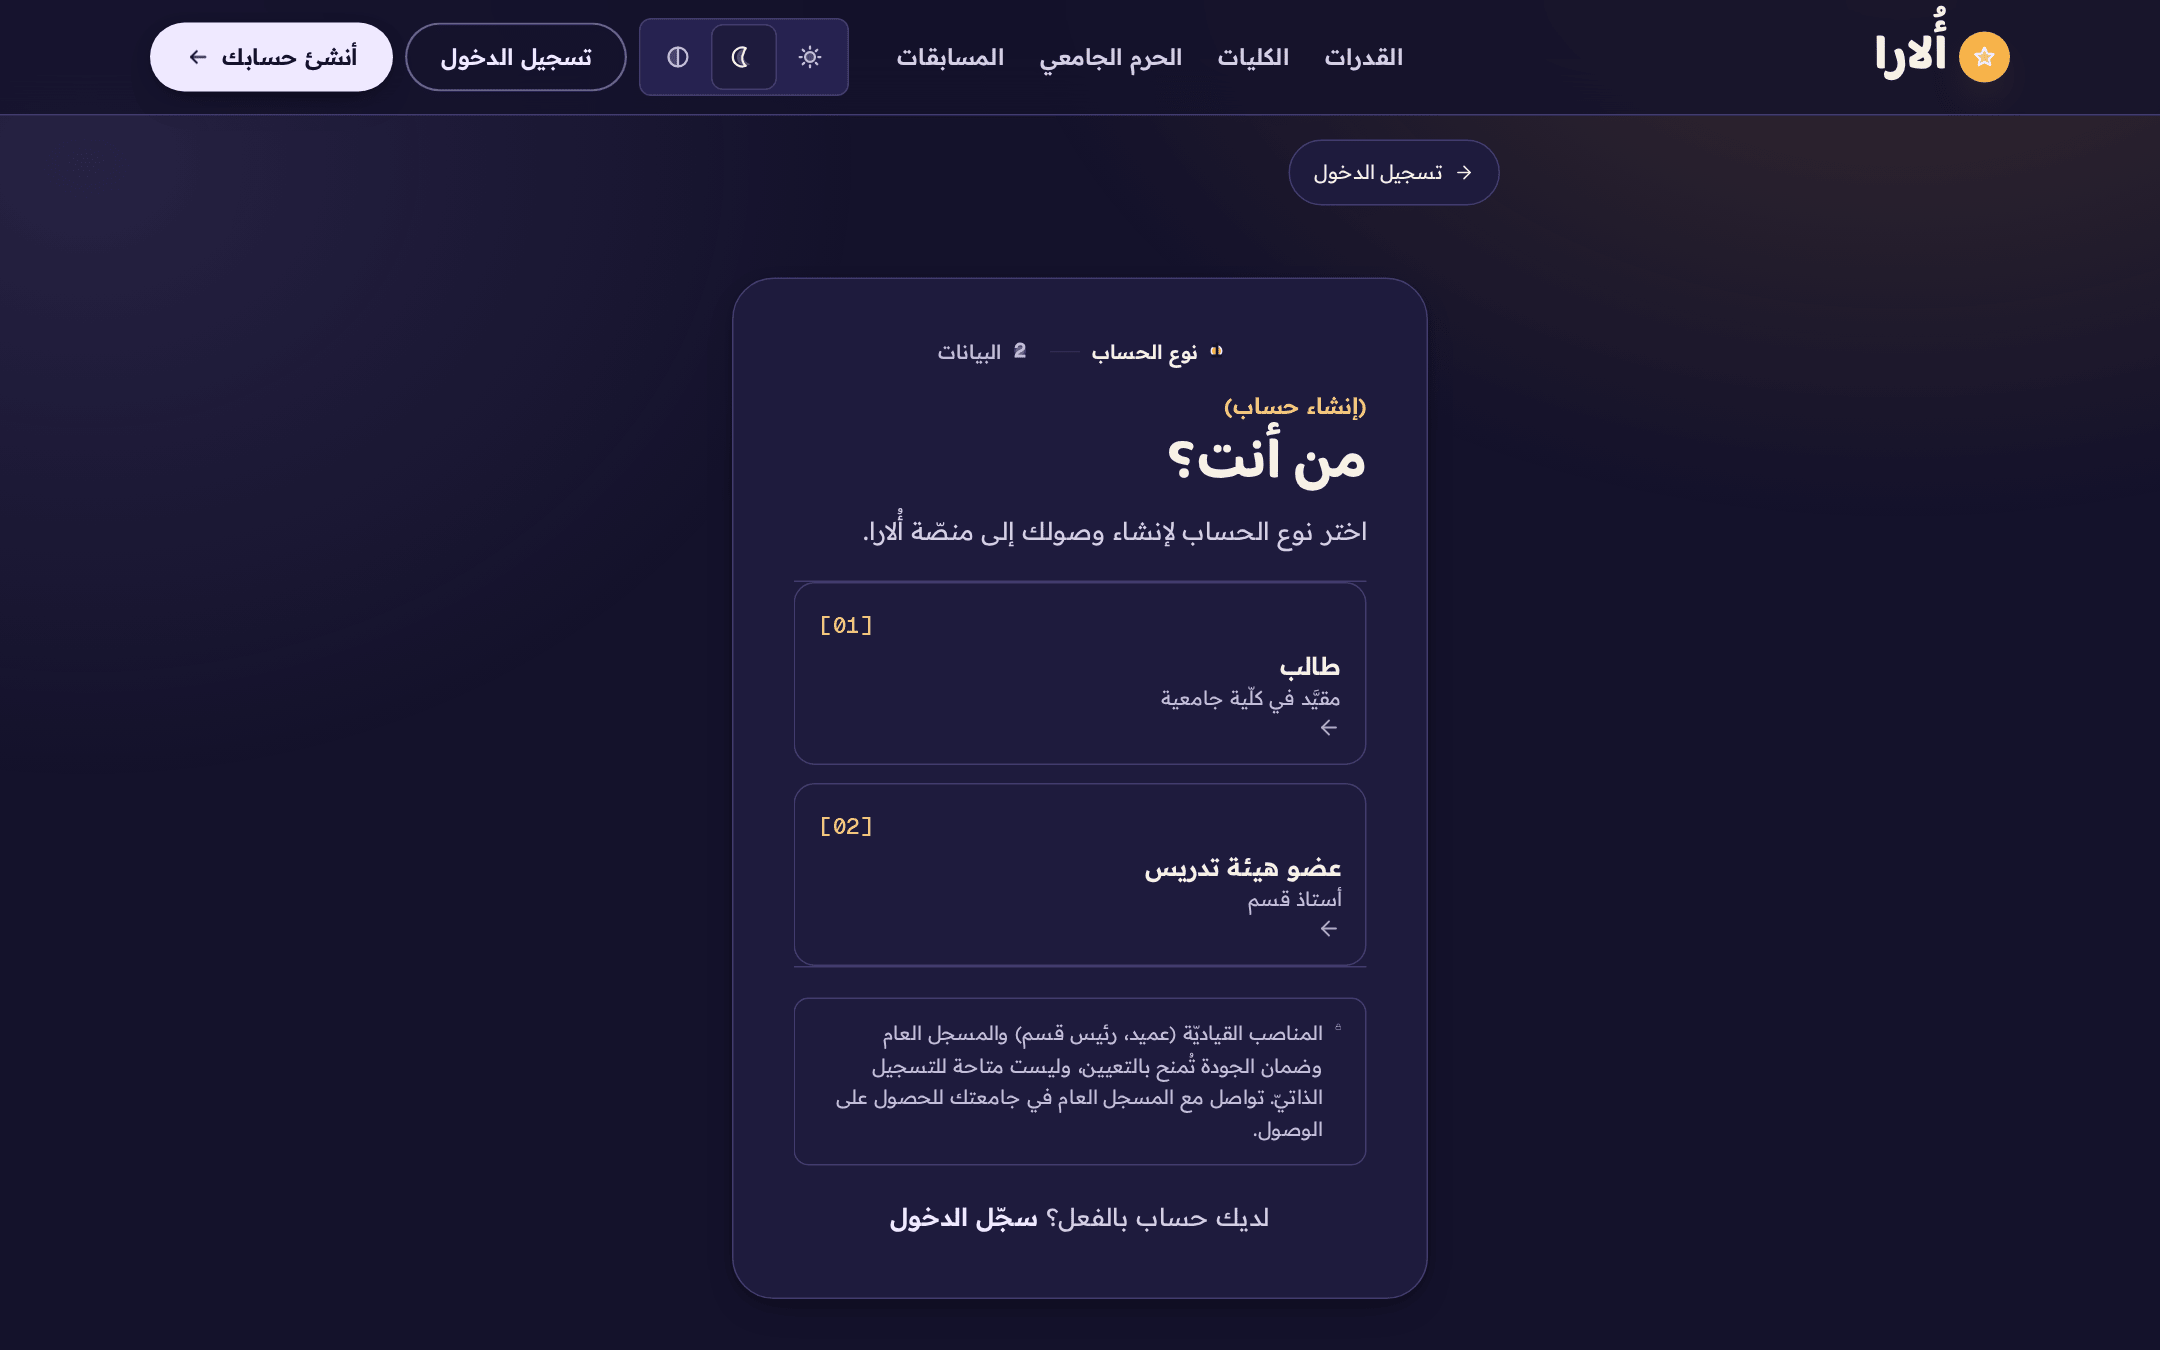 أُلارا
القدرات
الكليات
الحرم الجامعي
المسابقات
تسجيل الدخول
أنشئ حسابك ←
→ تسجيل الدخول
نوع الحساب
2 البيانات
(إنشاء حساب)
من أنت؟
اختر نوع الحساب لإنشاء وصولك إلى منصّة أُلارا.
[01]
طالب
مقيَّد في كلّية جامعية
←
[02]
عضو هيئة تدريس
أستاذ قسم
←
المناصب القياديّة (عميد، رئيس قسم) والمسجل العام
وضمان الجودة تُمنح بالتعيين، وليست متاحة للتسجيل
الذاتيّ. تواصل مع المسجل العام في جامعتك للحصول على
الوصول.
لديك حساب بالفعل؟ سجّل الدخول